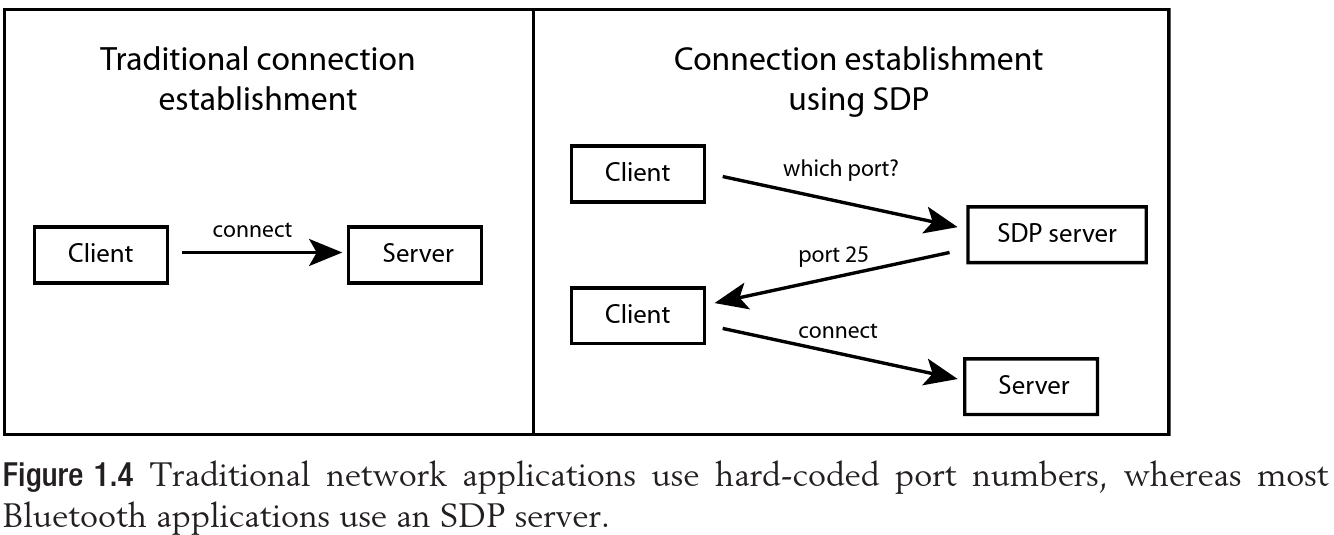 Traditional connection
establishment
Client
connect
Server
Connection establishment
using SDP
Client
which port?
SDP server
port 25
Client
connect
Server
Figure 1.4 Traditional network applications use hard-coded port numbers, whereas most
Bluetooth applications use an SDP server.